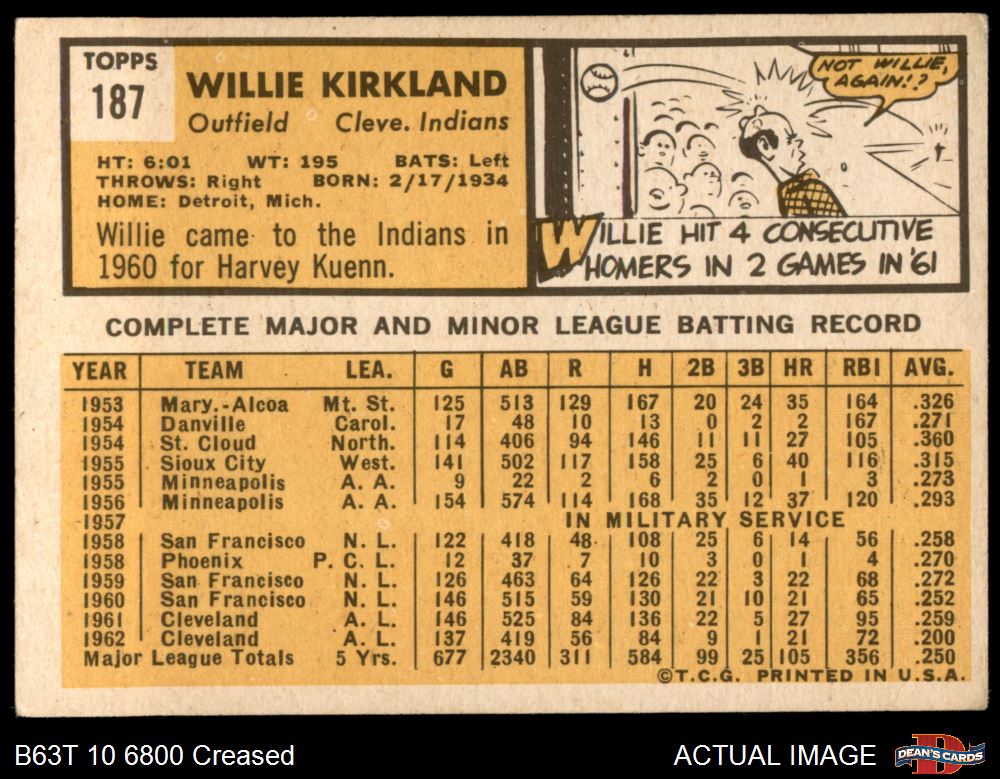 TOPPS
187
WILLIE KIRKLAND
Outfield Cleve. Indians
HT: 6:01 WT: 195 BATS: Left
THROWS: Right BORN: 2/17/1934
HOME: Detroit, Mich.
Willie came to the Indians in
1960 for Harvey Kuenn.
NOT WILLIE,
AGAIN!?
WILLIE HIT 4 CONSECUTIVE
HOMERS IN 2 GAMES IN '61
COMPLETE MAJOR AND MINOR LEAGUE BATTING RECORD
YEAR TEAM LEA. G AB R H 2B 3B HR RBI AVG.
1953 Mary.-Alcoa Mt. St. 125 513 129 167 20 24 35 164 .326
1954 Danville Carol. 17 48 10 13 0 2 2 167 .271
1954 St. Cloud North. 114 406 94 146 11 11 27 105 .360
1955 Sioux City West. 141 502 117 158 25 6 40 116 .315
1955 Minneapolis A. A. 9 22 2 6 2 0 1 3 .273
1956 Minneapolis A. A. 154 574 114 168 35 12 37 120 .293
1957 IN MILITARY SERVICE
1958 San Francisco N. L. 122 418 48 108 25 6 14 56 .258
1958 Phoenix P. C. L. 12 37 7 10 3 0 1 4 .270
1959 San Francisco N. L. 126 463 64 126 22 3 22 68 .272
1960 San Francisco N. L. 146 515 59 130 21 10 21 65 .252
1961 Cleveland A. L. 146 525 84 136 22 5 27 95 .259
1962 Cleveland A. L. 137 419 56 84 9 1 21 72 .200
Major League Totals 5 Yrs. 677 2340 311 584 99 25 105 356 .250
©T.C.G. PRINTED IN U.S.A.
B63T 10 6800 Creased
ACTUAL IMAGE
DEAN'S CARDS